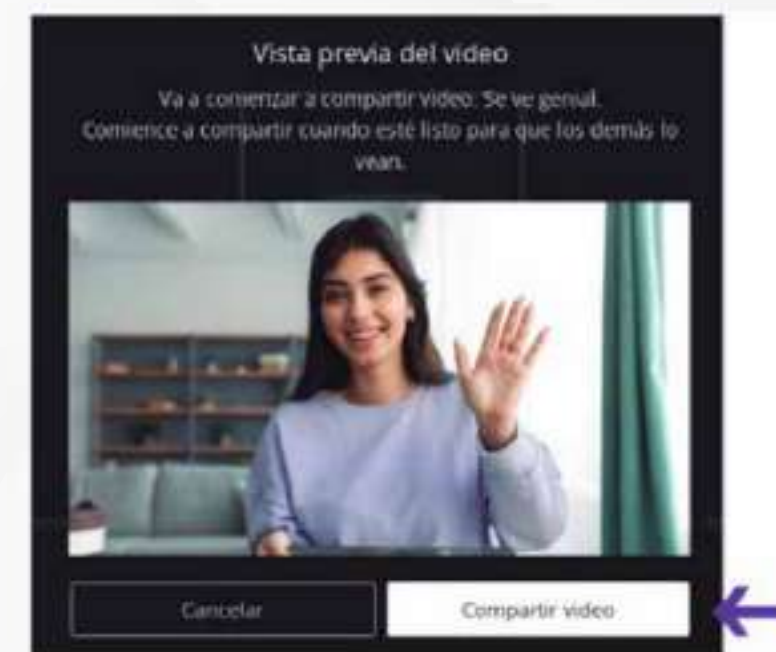 Vista previa del video
Va a comenzar a compartir video. Se ve genial.
Comience a compartir cuando esté listo para que los demás lo
vean.
Cancelar
Compartir video